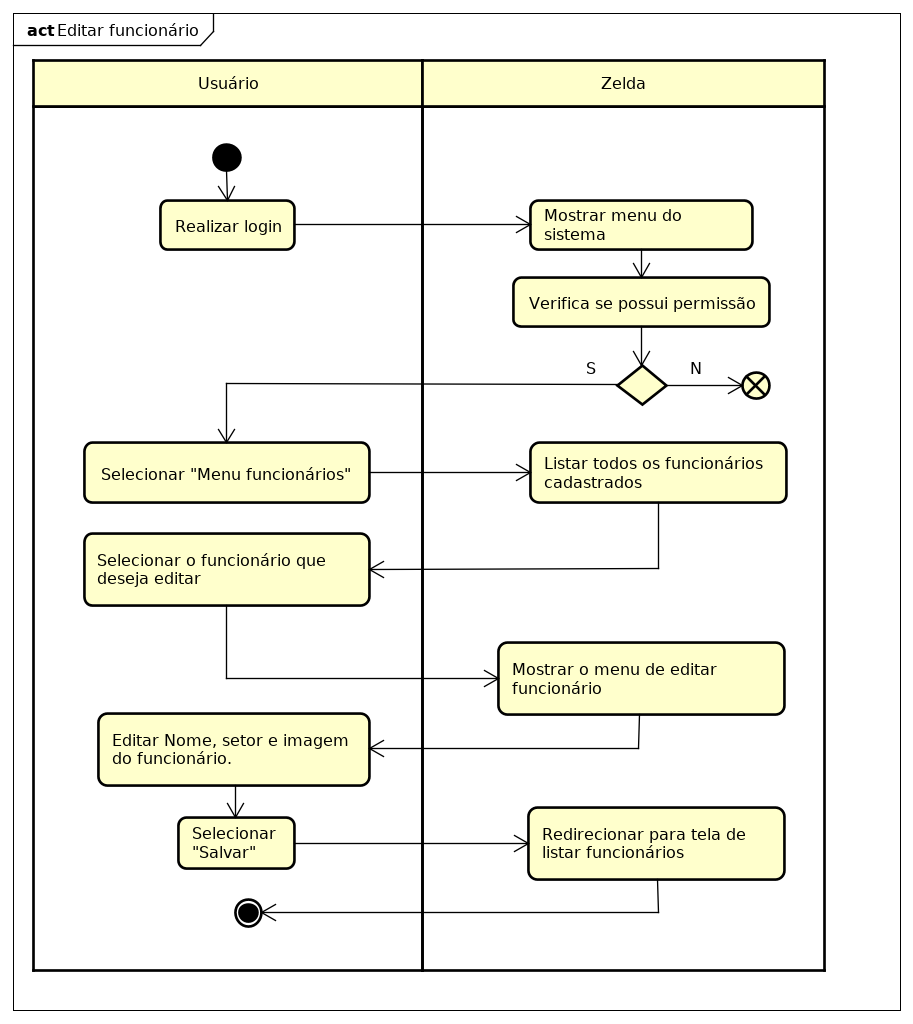 act Editar funcionário
Usuário
Zelda
Realizar login
Mostrar menu do
sistema
Verifica se possui permissão
S
N
Selecionar "Menu funcionários"
Listar todos os funcionários
cadastrados
Selecionar o funcionário que
deseja editar
Mostrar o menu de editar
funcionário
Editar Nome, setor e imagem
do funcionário.
Selecionar
"Salvar"
Redirecionar para tela de
listar funcionários